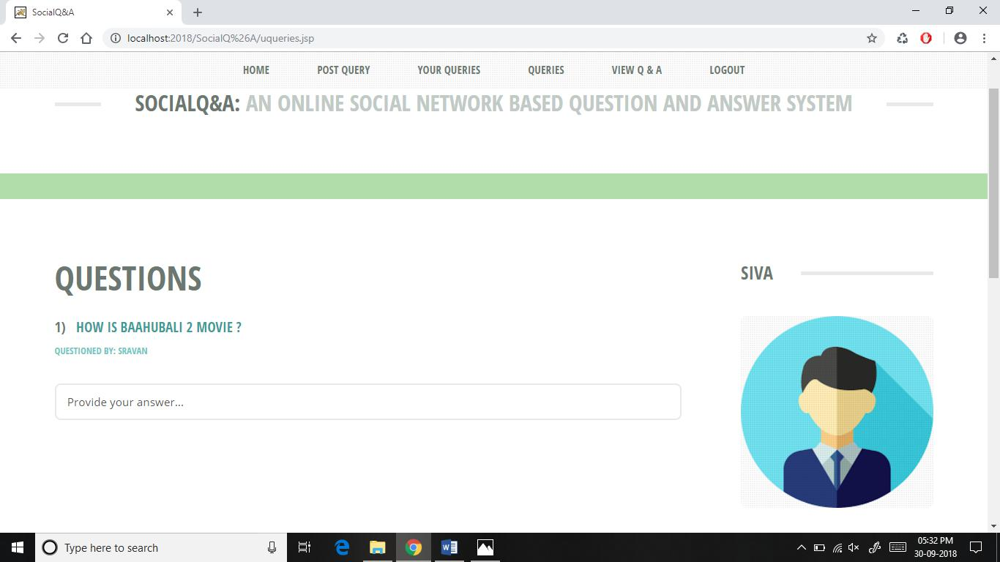 SocialQ&A
localhost:2018/SocialQ%26A/uqueries.jsp
HOME POST QUERY YOUR QUERIES QUERIES VIEW Q & A LOGOUT
SOCIALQ&A: AN ONLINE SOCIAL NETWORK BASED QUESTION AND ANSWER SYSTEM
QUESTIONS
SIVA
1) HOW IS BAAHUBALI 2 MOVIE ?
QUESTIONED BY: SRAVAN
Provide your answer...
Type here to search
05:32 PM
30-09-2018